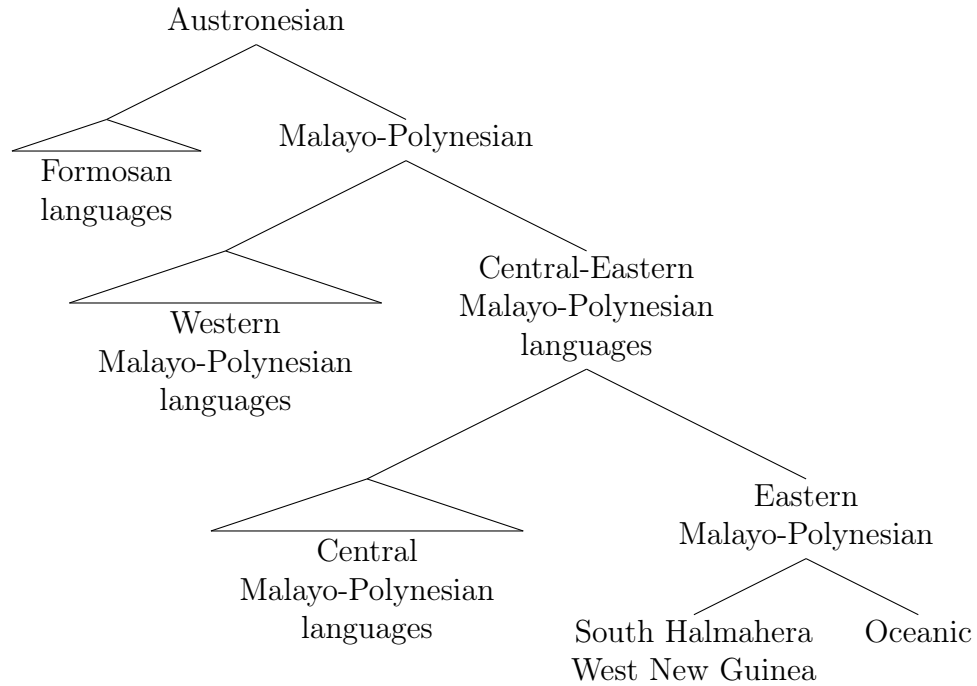 Austronesian
Formosan
languages
Malayo-Polynesian
Western
Malayo-Polynesian
languages
Central-Eastern
Malayo-Polynesian
languages
Central
Malayo-Polynesian
languages
Eastern
Malayo-Polynesian
South Halmahera
West New Guinea
Oceanic